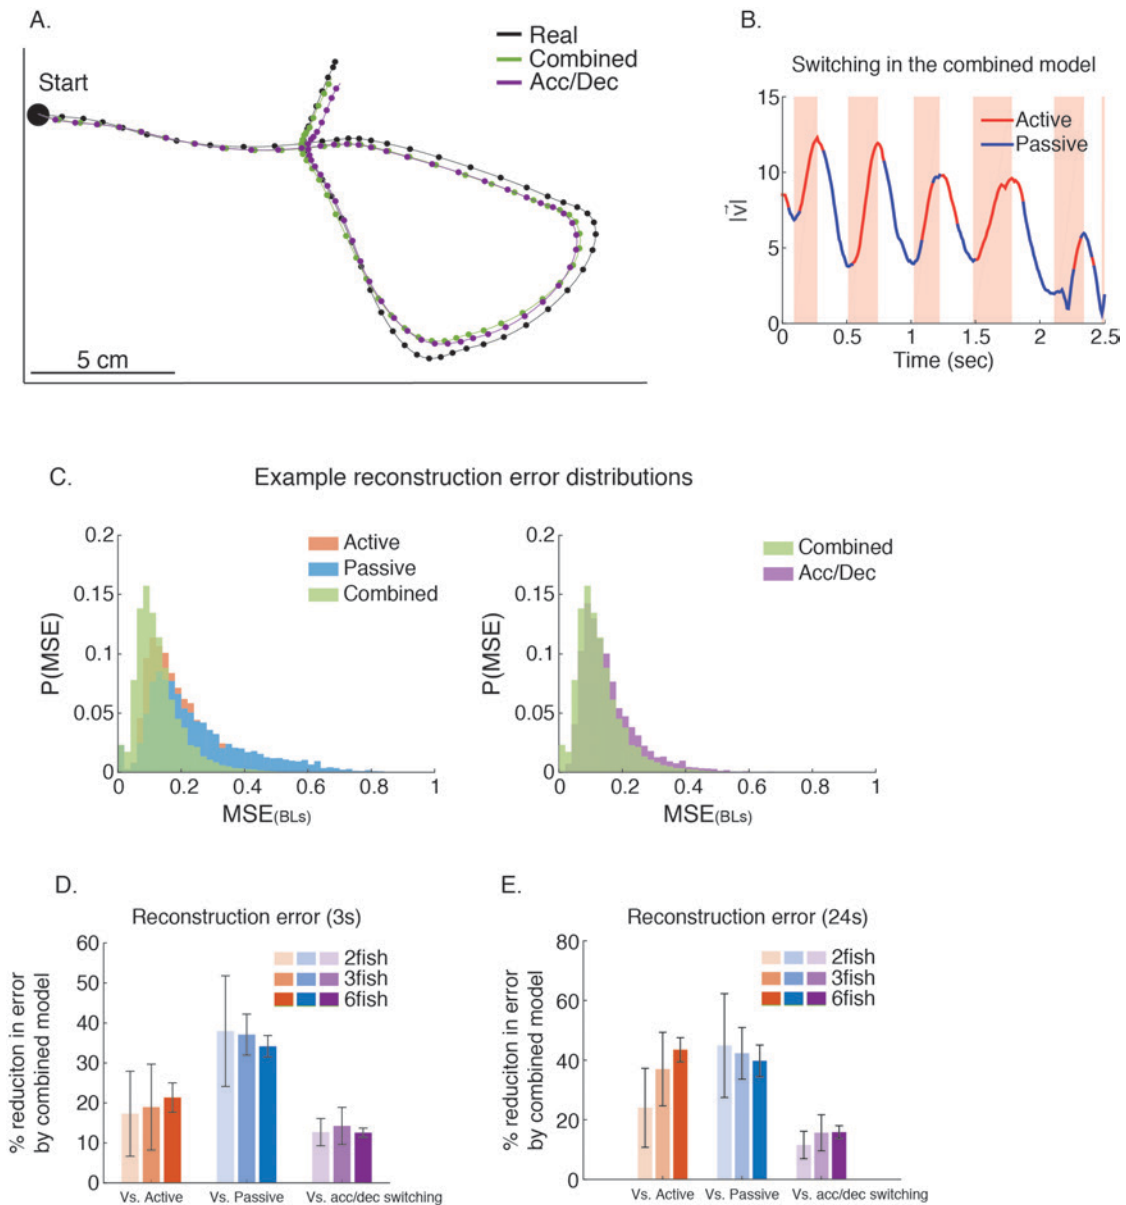 A.
Real
Combined
Acc/Dec
Start
5 cm
B.
Switching in the combined model
15
10
5
0
|v⃗|
Active
Passive
0 0.5 1 1.5 2 2.5
Time (sec)
C.
Example reconstruction error distributions
0.2
0.15
0.1
0.05
0
P(MSE)
Active
Passive
Combined
0 0.2 0.4 0.6 0.8 1
MSE(BLs)
0.2
0.15
0.1
0.05
0
P(MSE)
Combined
Acc/Dec
0 0.2 0.4 0.6 0.8 1
MSE(BLs)
D.
Reconstruction error (3s)
60
50
40
30
20
10
0
% reduciton in error
by combined model
2fish
3fish
6fish
Vs. Active Vs. Passive Vs. acc/dec switching
E.
Reconstruction error (24s)
80
60
40
20
0
% reduciton in error
by combined model
2fish
3fish
6fish
Vs. Active Vs. Passive Vs. acc/dec switching